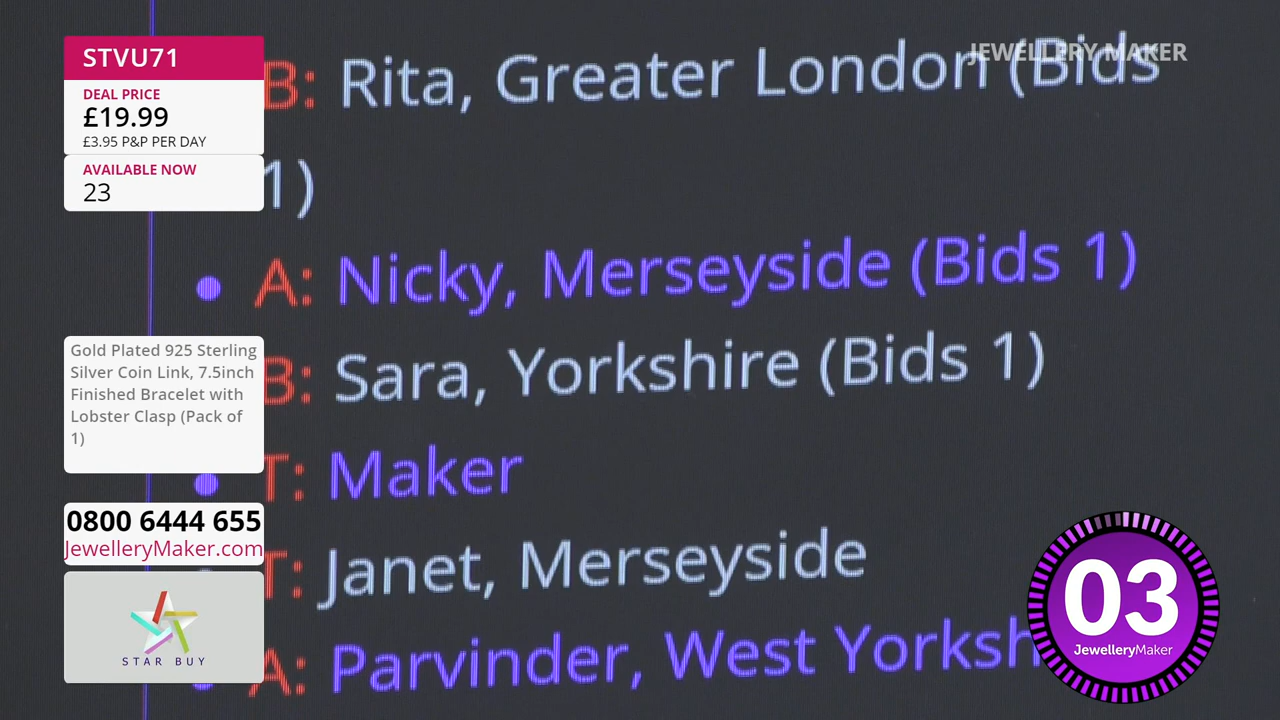 STVU71
DEAL PRICE
£19.99
£3.95 P&P PER DAY
AVAILABLE NOW
23
Gold Plated 925 Sterling
Silver Coin Link, 7.5inch
Finished Bracelet with
Lobster Clasp (Pack of
1)
0800 6444 655
JewelleryMaker.com
STAR BUY
JEWELLERY MAKER
B: Rita, Greater London (Bids
1)
A: Nicky, Merseyside (Bids 1)
B: Sara, Yorkshire (Bids 1)
T: Maker
T: Janet, Merseyside
A: Parvinder, West Yorksh
03
JewelleryMaker